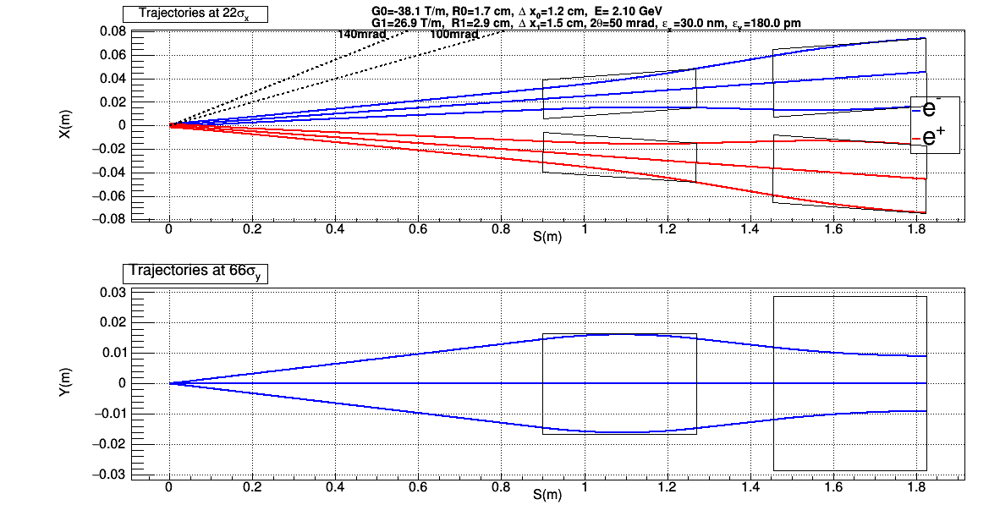 G0=-38.1 T/m, R0=1.7 cm, Δ x0=1.2 cm, E= 2.10 GeV
Trajectories at 22σx
G1=26.9 T/m, R1=2.9 cm, Δ x1=1.5 cm, 2θ=50 mrad, εx=30.0 nm, εy=180.0 pm
140mrad 100mrad
0.08
0.06
0.04
0.02
0
−0.02
−0.04
−0.06
−0.08
X(m)
e-
e+
0 0.2 0.4 0.6 0.8 1 1.2 1.4 1.6 1.8
S(m)
Trajectories at 66σy
0.03
0.02
0.01
0
−0.01
−0.02
−0.03
Y(m)
0 0.2 0.4 0.6 0.8 1 1.2 1.4 1.6 1.8
S(m)